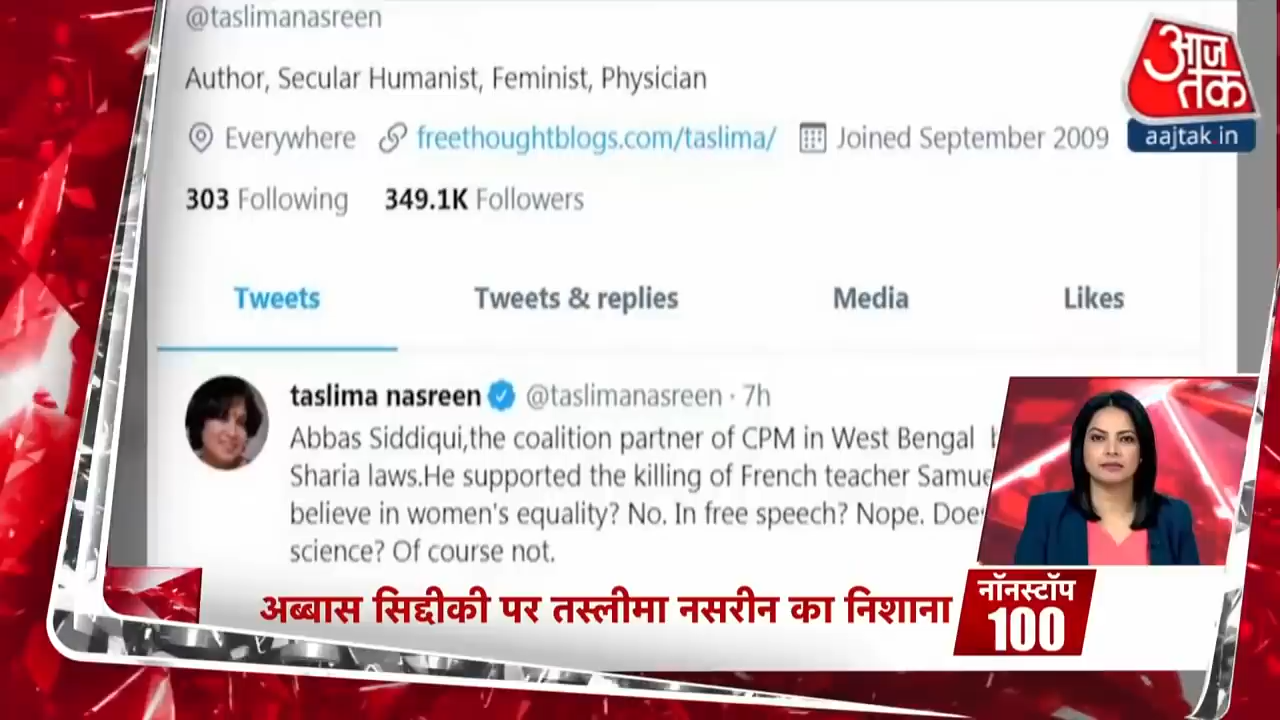 @taslimanasreen
आज
तक
aajtak.in
Author, Secular Humanist, Feminist, Physician
Everywhere freethoughtblogs.com/taslima/ Joined September 2009
303 Following 349.1K Followers
Tweets Tweets & replies Media Likes
taslima nasreen @taslimanasreen · 7h
Abbas Siddiqui,the coalition partner of CPM in West Bengal
Sharia laws.He supported the killing of French teacher
believe in women's equality? No. In free speech? Nope.
science? Of course not.
अब्बास सिद्दीकी पर तस्लीमा नसरीन का निशाना
नॉनस्टॉप
100